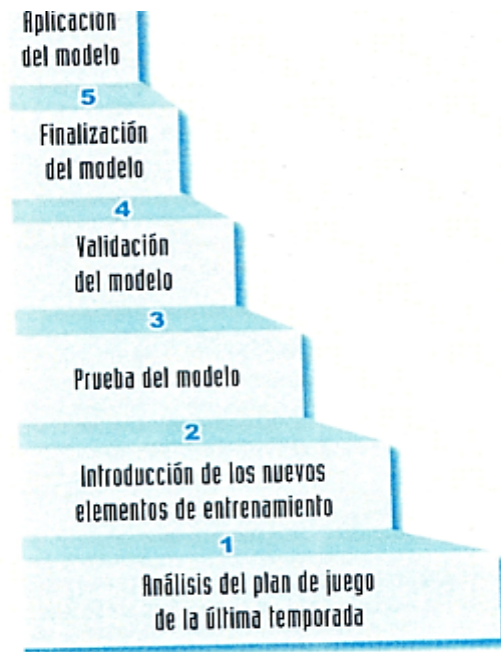 Aplicación
del modelo
5
Finalización
del modelo
4
Validación
del modelo
3
Prueba del modelo
2
Introducción de los nuevos
elementos de entrenamiento
1
Análisis del plan de juego
de la última temporada